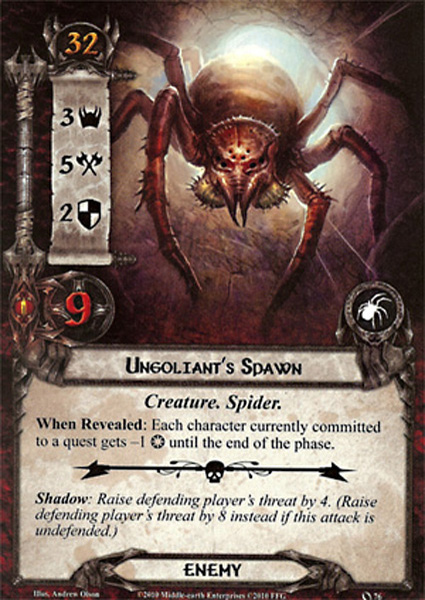 32
3
5
2
9
UNGOLIANT'S SPAWN
Creature. Spider.
When Revealed: Each character currently committed
to a quest gets –1 until the end of the phase.
Shadow: Raise defending player's threat by 4. (Raise
defending player's threat by 8 instead if this attack is
undefended.)
ENEMY
Illus. Andrew Olson ©2010 Middle-earth Enterprises ©2010 FFG 76